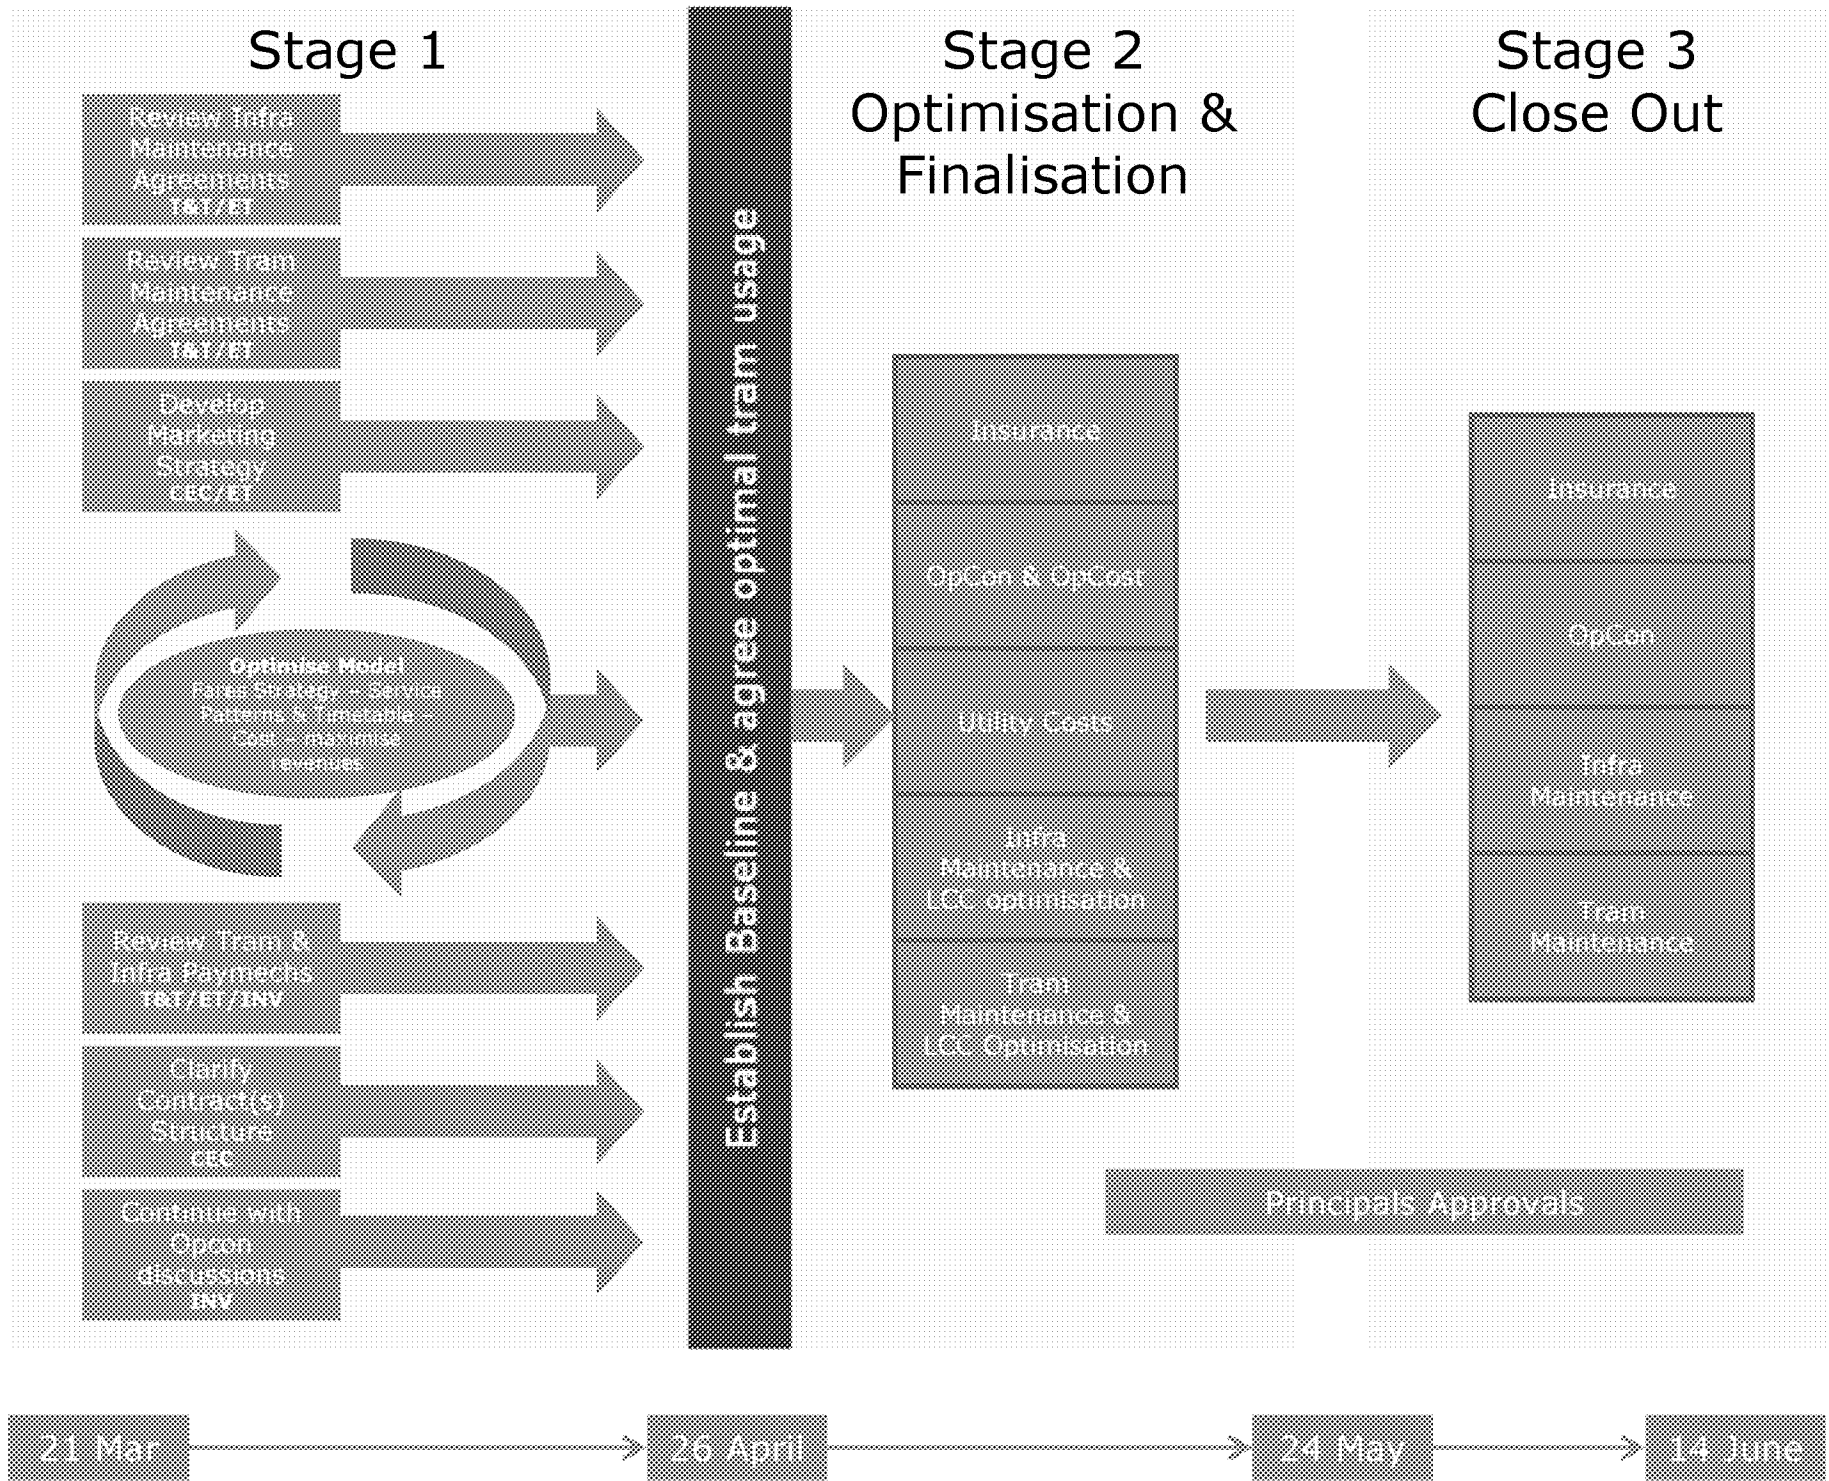 Stage 1
Review Infra
Maintenance
Agreements
T&T/ET
Review Tram
Maintenance
Agreements
T&T/ET
Develop
Marketing
Strategy
CEC/ET
Optimise Model
Fares Strategy – Service
Patterns & Timetable –
Cost – maximise
revenues
Review Tram &
Infra Paymechs
T&T/ET/INV
Clarify
Contract(s)
Structure
CEC
Continue with
Opcon
discussions
INV
Establish Baseline & agree optimal tram usage
Stage 2
Optimisation &
Finalisation
Insurance
OpCon & OpCost
Utility Costs
Infra
Maintenance &
LCC optimisation
Tram
Maintenance &
LCC Optimisation
Stage 3
Close Out
Insurance
OpCon
Infra
Maintenance
Tram
Maintenance
Principals Approvals
21 Mar
26 April
24 May
14 June